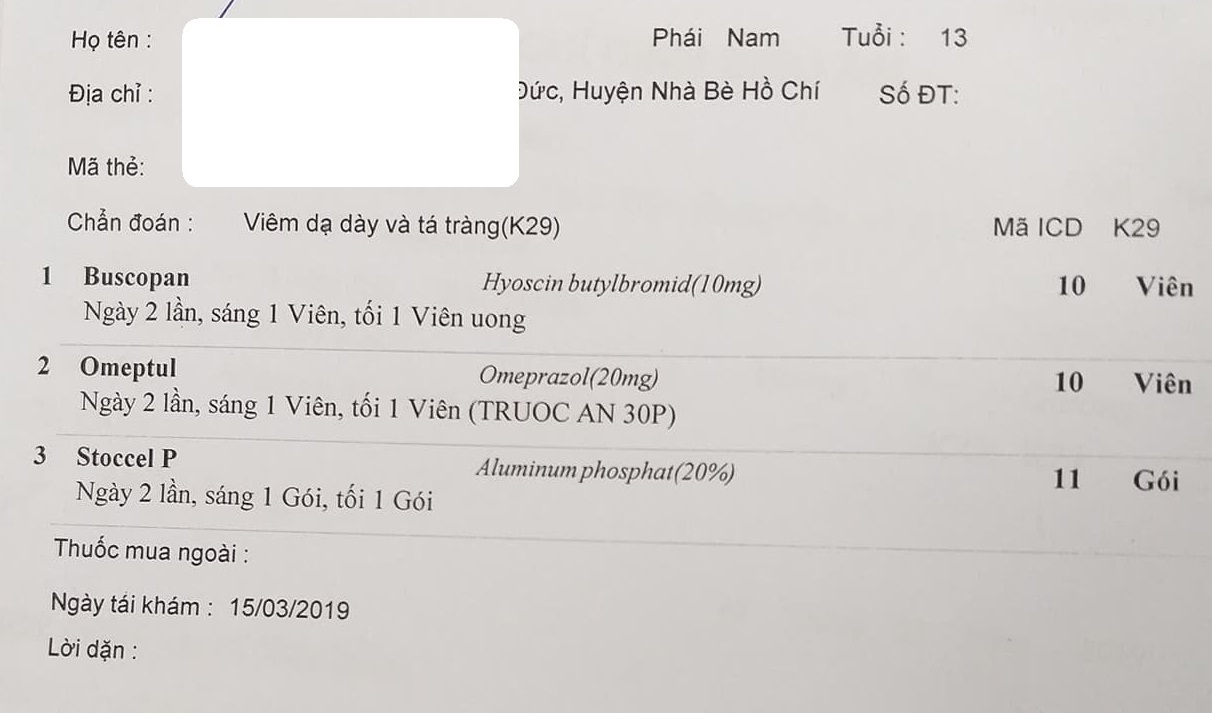 Họ tên : Phái Nam Tuổi : 13
Địa chỉ : Đức, Huyện Nhà Bè Hồ Chí Số ĐT:
Mã thẻ:
Chẩn đoán : Viêm dạ dày và tá tràng(K29) Mã ICD K29
1 Buscopan Hyoscin butylbromid(10mg) 10 Viên
Ngày 2 lần, sáng 1 Viên, tối 1 Viên uong
2 Omeptul Omeprazol(20mg) 10 Viên
Ngày 2 lần, sáng 1 Viên, tối 1 Viên (TRUOC AN 30P)
3 Stoccel P Aluminum phosphat(20%) 11 Gói
Ngày 2 lần, sáng 1 Gói, tối 1 Gói
Thuốc mua ngoài :
Ngày tái khám : 15/03/2019
Lời dặn :